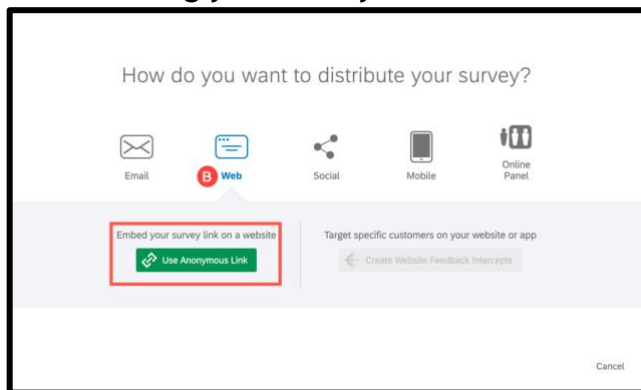 How do you want to distribute your survey?
Email
B Web
Social
Mobile
Online
Panel
Embed your survey link on a website
Use Anonymous Link
Target specific customers on your website or app
Create Website Feedback Intercepts
Cancel